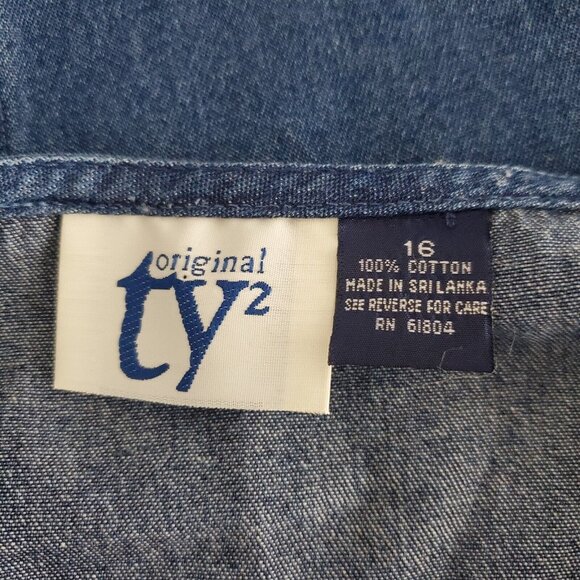 original
ty²
16
100% COTTON
MADE IN SRI LANKA
SEE REVERSE FOR CARE
RN 61804